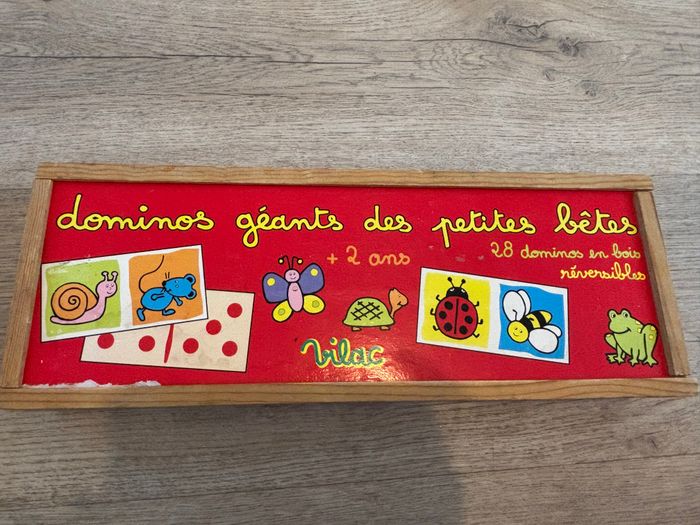 dominos géants des petites bêtes
+ 2 ans
28 dominos en bois
réversibles
Vilac